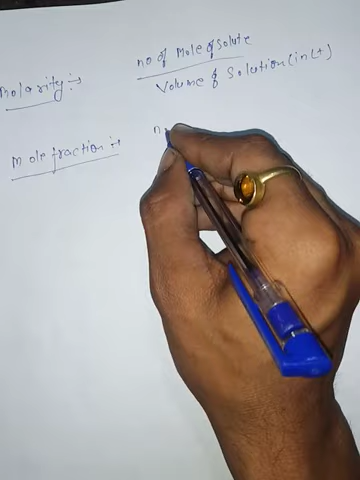 no of Mole of Solute
Molarity :-
Volume of Solution (in Lt)
Mole fraction :-
n